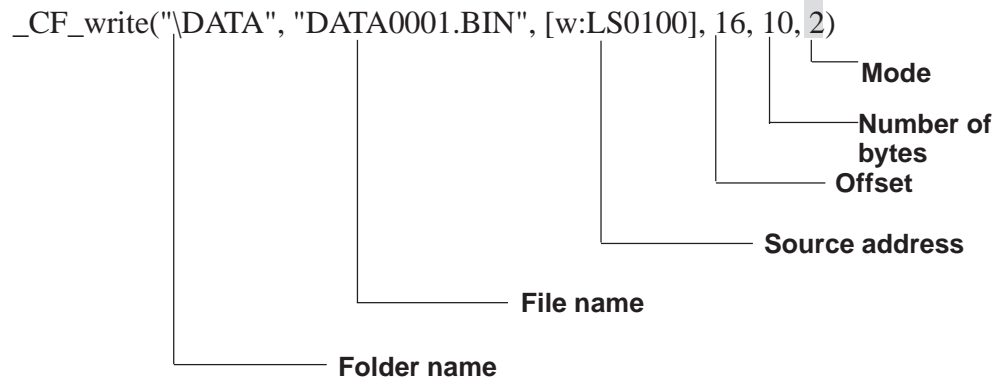 _CF_write("\DATA", "DATA0001.BIN", [w:LS0100], 16, 10, 2)
Mode
Number of
bytes
Offset
Source address
File name
Folder name